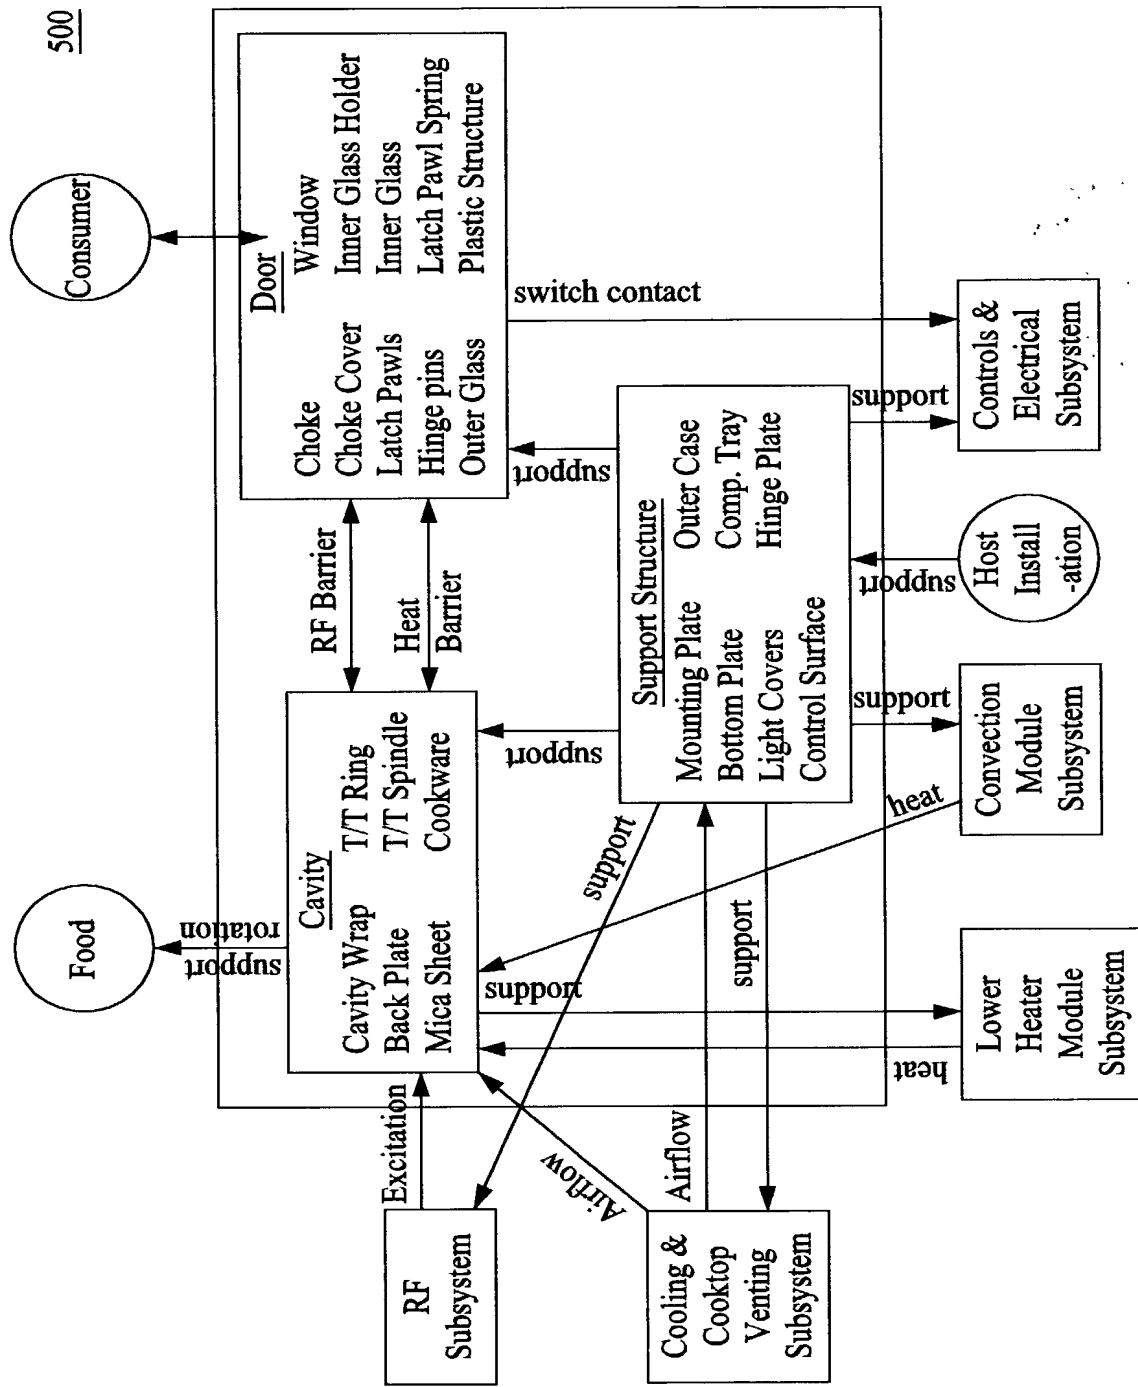 500
Consumer
Food
Door
Choke
Choke Cover
Latch Pawls
Hinge pins
Outer Glass
Window
Inner Glass Holder
Inner Glass
Latch Pawl Spring
Plastic Structure
RF Barrier
Heat
Barrier
switch contact
support
rotation
support
Cavity
Cavity Wrap
Back Plate
Mica Sheet
T/T Ring
T/T Spindle
Cookware
support
support
Support Structure
Mounting Plate
Bottom Plate
Light Covers
Control Surface
Outer Case
Comp. Tray
Hinge Plate
support
support
support
support
support
heat
heat
Excitation
Airflow
Airflow
support
RF
Subsystem
Cooling &
Cooktop
Venting
Subsystem
Lower
Heater
Module
Subsystem
Convection
Module
Subsystem
Host
Install
-ation
Controls &
Electrical
Subsystem